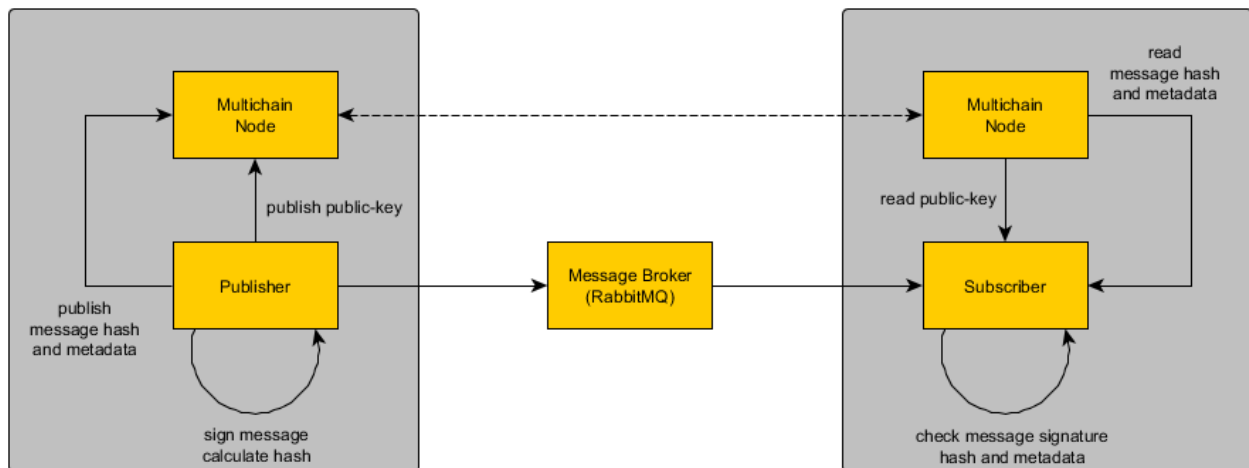 Multichain
Node
publish public-key
Publisher
publish
message hash
and metadata
sign message
calculate hash
Message Broker
(RabbitMQ)
Multichain
Node
read
message hash
and metadata
read public-key
Subscriber
check message signature
hash and metadata